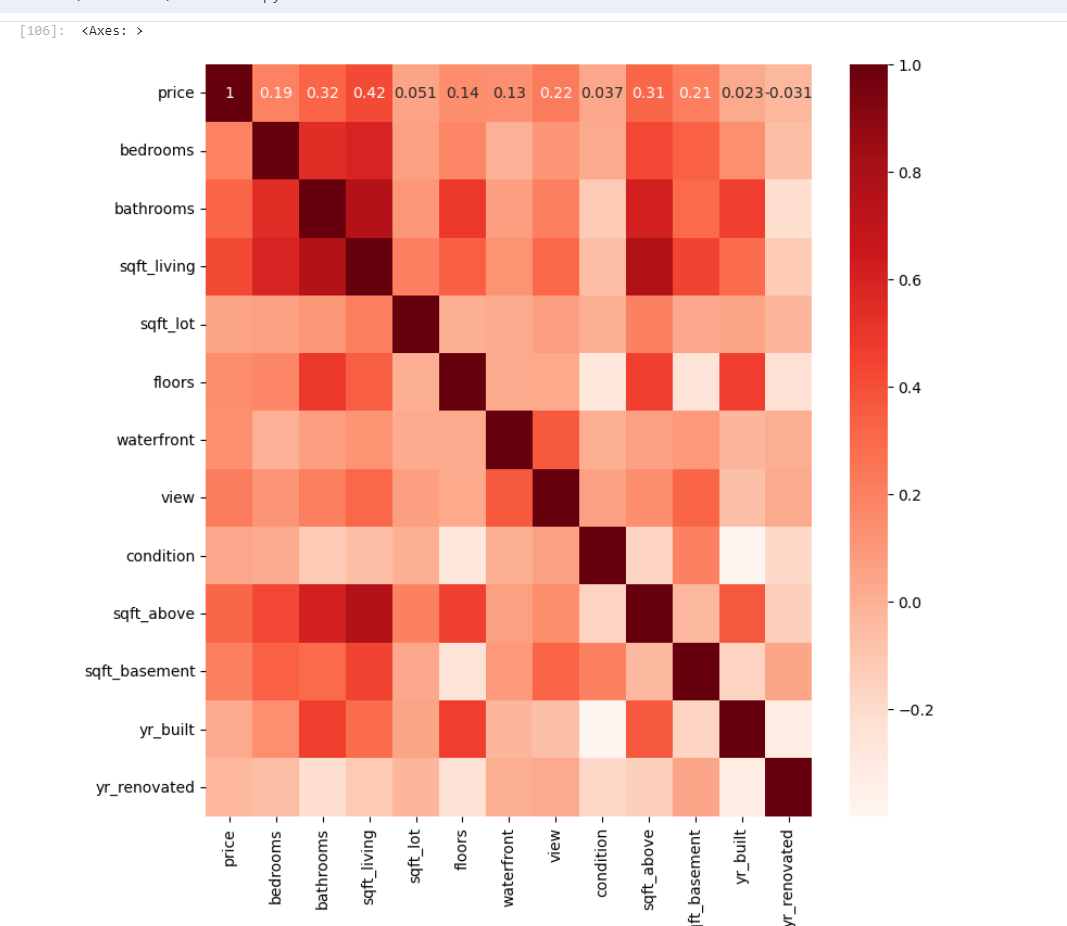 [106]: <Axes: >
1.0
price 1 0.19 0.32 0.42 0.051 0.14 0.13 0.22 0.037 0.31 0.21 0.023 -0.031
bedrooms
0.8
bathrooms
sqft_living
0.6
sqft_lot
floors
0.4
waterfront
view
0.2
condition
0.0
sqft_above
sqft_basement
−0.2
yr_built
yr_renovated
price
bedrooms
bathrooms
sqft_living
sqft_lot
floors
waterfront
view
condition
sqft_above
ft_basement
yr_built
yr_renovated